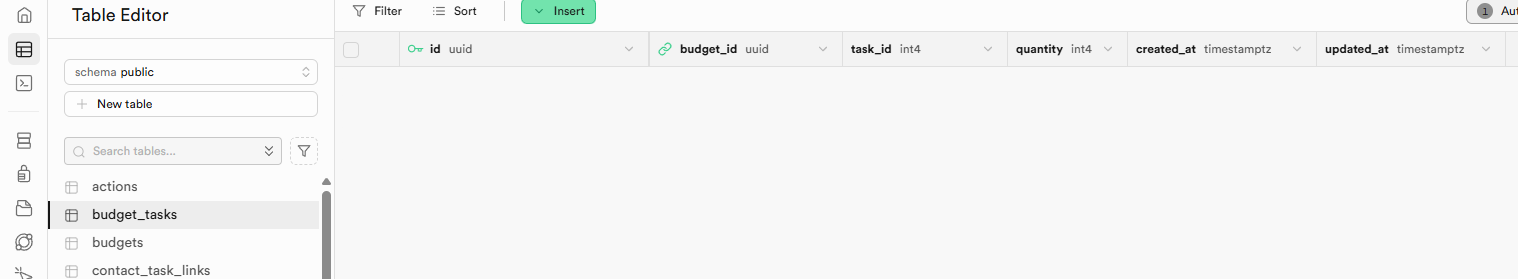 Table Editor
Filter Sort Insert 1
id uuid budget_id uuid task_id int4 quantity int4 created_at timestamptz updated_at timestamptz
schema public
New table
Search tables...
actions
budget_tasks
budgets
contact_task_links